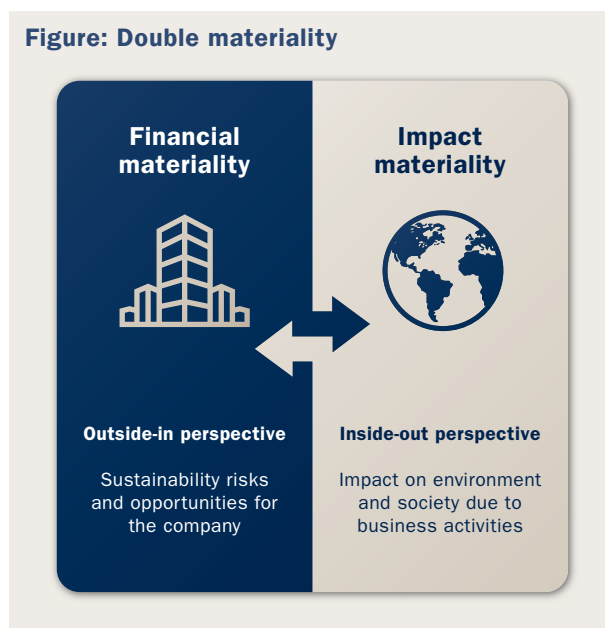 Figure: Double materiality
Financial
materiality
Outside-in perspective
Sustainability risks
and opportunities for
the company
Impact
materiality
Inside-out perspective
Impact on environment
and society due to
business activities